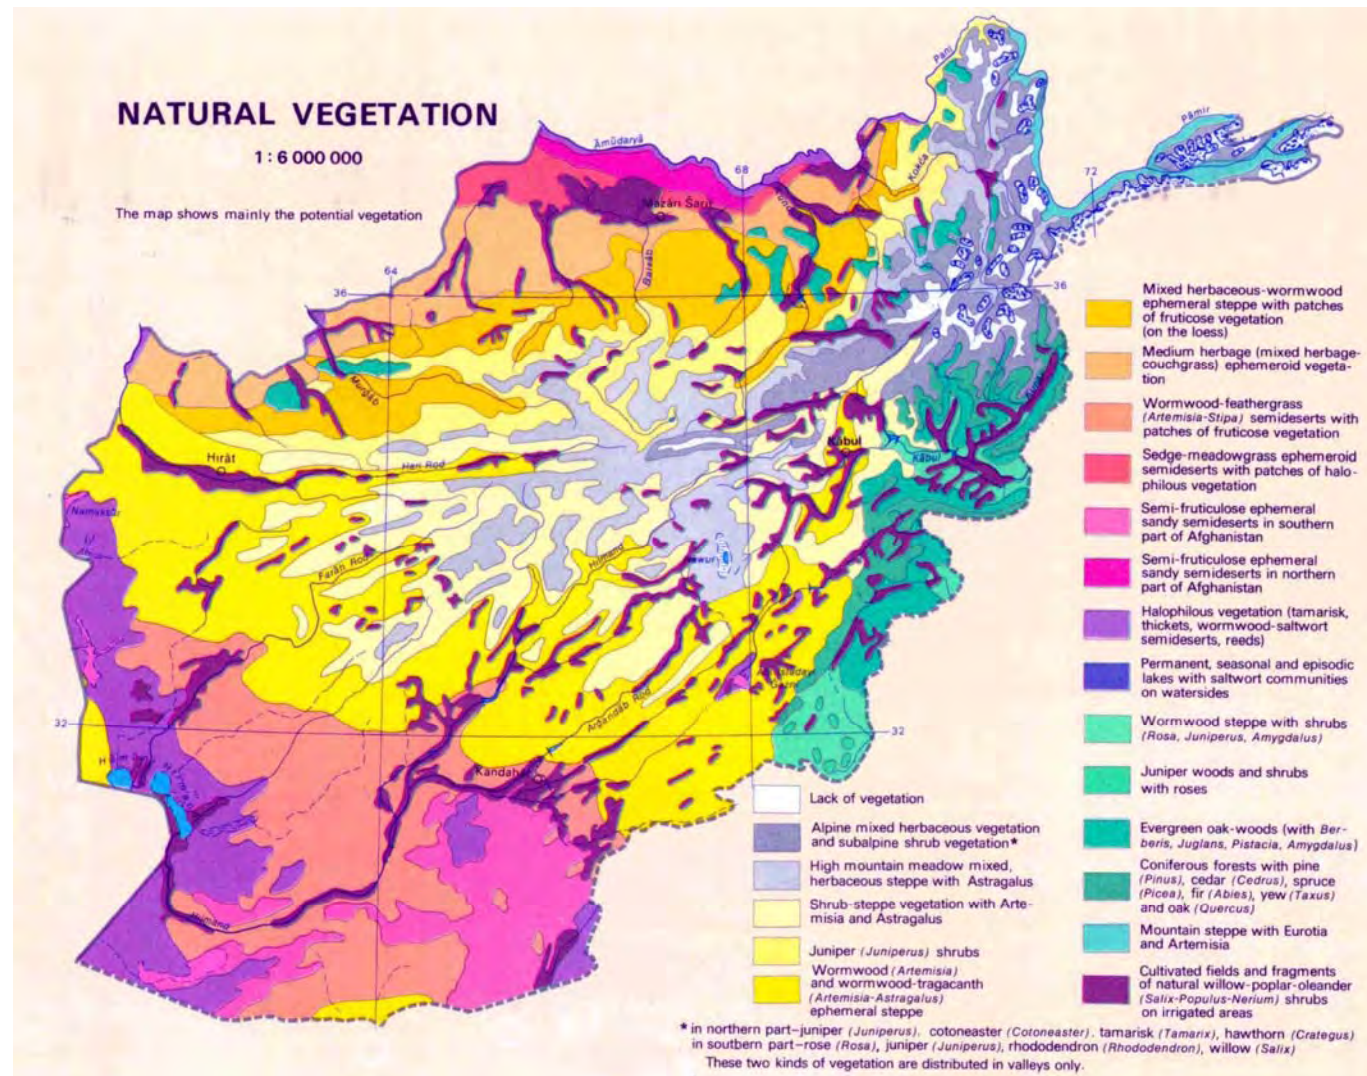 NATURAL VEGETATION
1 : 6 000 000
The map shows mainly the potential vegetation
Āmūdaryā
Panj
Pāmir
Kokča
68
72
64
36
36
Mazāri Šarif
Murġāb
Hırāt
Hari Rod
Kābul
Kābul
Farāh Rod
Hilmand
Arġandāb Rod
32
32
Kandahār
Hilmand
Mixed herbaceous-wormwood
ephemeral steppe with patches
of fruticose vegetation
(on the loess)
Medium herbage (mixed herbage-
couchgrass) ephemeroid vegeta-
tion
Wormwood-feathergrass
(Artemisia-Stipa) semideserts with
patches of fruticose vegetation
Sedge-meadowgrass ephemeroid
semideserts with patches of halo-
philous vegetation
Semi-fruticulose ephemeral
sandy semideserts in southern
part of Afghanistan
Semi-fruticulose ephemeral
sandy semideserts in northern
part of Afghanistan
Halophilous vegetation (tamarisk,
thickets, wormwood-saltwort
semideserts, reeds)
Permanent, seasonal and episodic
lakes with saltwort communities
on watersides
Wormwood steppe with shrubs
(Rosa, Juniperus, Amygdalus)
Juniper woods and shrubs
with roses
Evergreen oak-woods (with Ber-
beris, Juglans, Pistacia, Amygdalus)
Coniferous forests with pine
(Pinus), cedar (Cedrus), spruce
(Picea), fir (Abies), yew (Taxus)
and oak (Quercus)
Mountain steppe with Eurotia
and Artemisia
Cultivated fields and fragments
of natural willow-poplar-oleander
(Salix-Populus-Nerium) shrubs
on irrigated areas
Lack of vegetation
Alpine mixed herbaceous vegetation
and subalpine shrub vegetation*
High mountain meadow mixed,
herbaceous steppe with Astragalus
Shrub-steppe vegetation with Arte-
misia and Astragalus
Juniper (Juniperus) shrubs
Wormwood (Artemisia)
and wormwood-tragacanth
(Artemisia-Astragalus)
ephemeral steppe
* in northern part–juniper (Juniperus). cotoneaster (Cotoneaster). tamarisk (Tamarix), hawthorn (Crategus)
in southern part–rose (Rosa), juniper (Juniperus), rhododendron (Rhododendron), willow (Salix)
These two kinds of vegetation are distributed in valleys only.